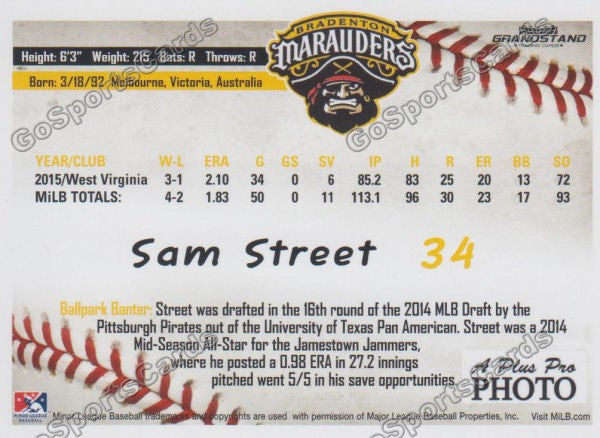 BRADENTON
MARAUDERS
GRANDSTAND
Height: 6'3" Weight: 215 Bats: R Throws: R
Born: 3/18/92 Melbourne, Victoria, Australia
YEAR/CLUB W-L ERA G GS SV IP H R ER BB SO
2015/West Virginia 3-1 2.10 34 0 6 85.2 83 25 20 13 72
MiLB TOTALS: 4-2 1.83 50 0 11 113.1 96 30 23 17 93
Sam Street 34
Ballpark Banter: Street was drafted in the 16th round of the 2014 MLB Draft by the
Pittsburgh Pirates out of the University of Texas Pan American. Street was a 2014
Mid-Season All-Star for the Jamestown Jammers,
where he posted a 0.98 ERA in 27.2 innings
pitched went 5/5 in his save opportunities.
A Plus Pro
PHOTO
MINOR LEAGUE
BASEBALL
Minor League Baseball trademarks and copyrights are used with permission of Major League Baseball Properties, Inc. Visit MiLB.com
GoSportsCards
GoSportsCards
GoSportsCards
GoSportsCards